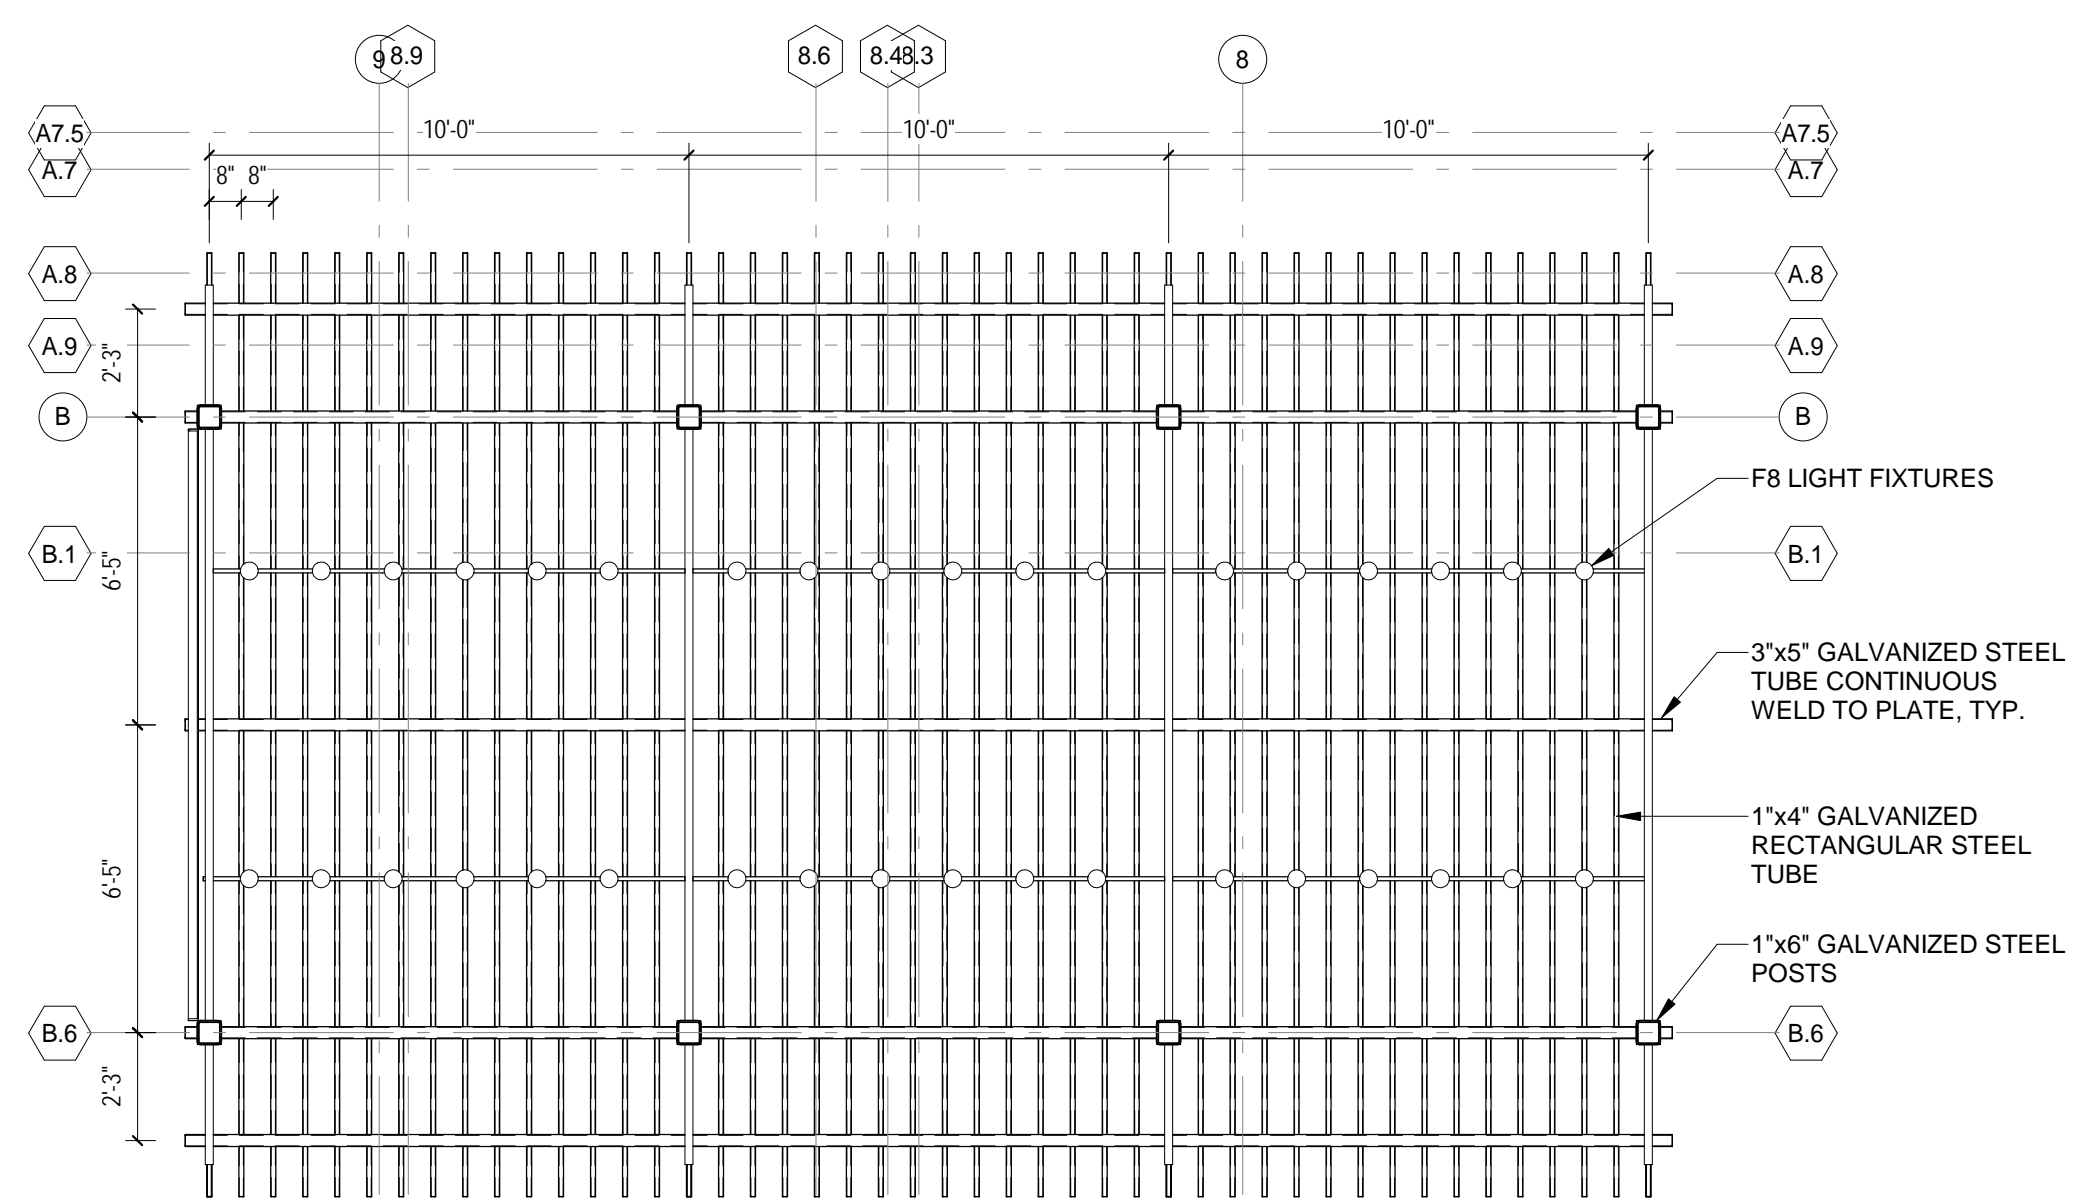 9 8.9 8.6 8.4 8.3 8
A7.5 10'-0" 10'-0" 10'-0" A7.5
A.7 8" 8" A.7
A.8 A.8
A.9 2'-3" A.9
B B
F8 LIGHT FIXTURES
B.1 6'-5" B.1
3"x5" GALVANIZED STEEL
TUBE CONTINUOUS
WELD TO PLATE, TYP.
1"x4" GALVANIZED
RECTANGULAR STEEL
TUBE
6'-5"
1"x6" GALVANIZED STEEL
POSTS
B.6 B.6
2'-3"